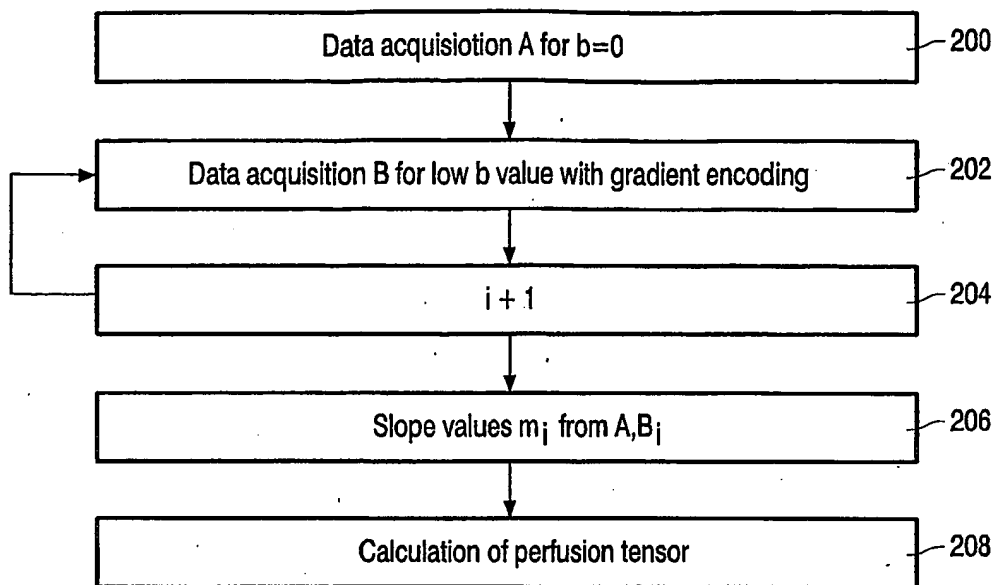 Data acquisiotion A for b=0
200
Data acquisition B for low b value with gradient encoding
202
i + 1
204
Slope values mi from A,Bi
206
Calculation of perfusion tensor
208